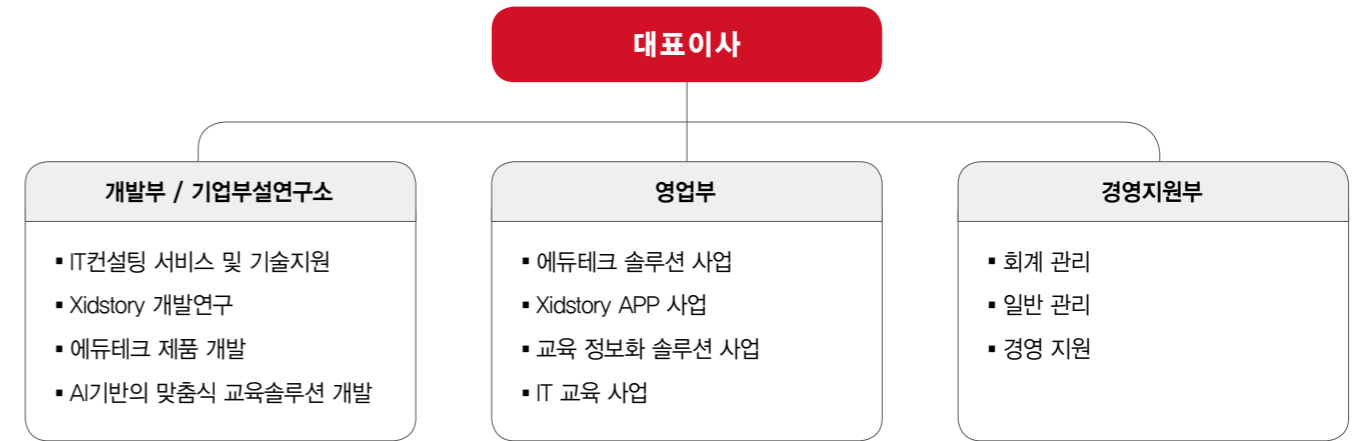 대표이사
개발부 / 기업부설연구소
▪ IT컨설팅 서비스 및 기술지원
▪ Xidstory 개발연구
▪ 에듀테크 제품 개발
▪ AI기반의 맞춤식 교육솔루션 개발
영업부
▪ 에듀테크 솔루션 사업
▪ Xidstory APP 사업
▪ 교육 정보화 솔루션 사업
▪ IT 교육 사업
경영지원부
▪ 회계 관리
▪ 일반 관리
▪ 경영 지원